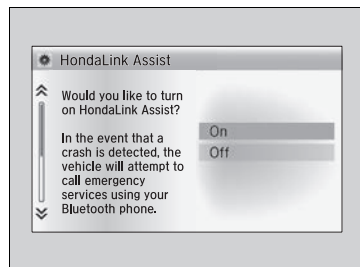 HondaLink Assist
Would you like to turn
on HondaLink Assist?
In the event that a
crash is detected, the
vehicle will attempt to
call emergency
services using your
Bluetooth phone.
On
Off